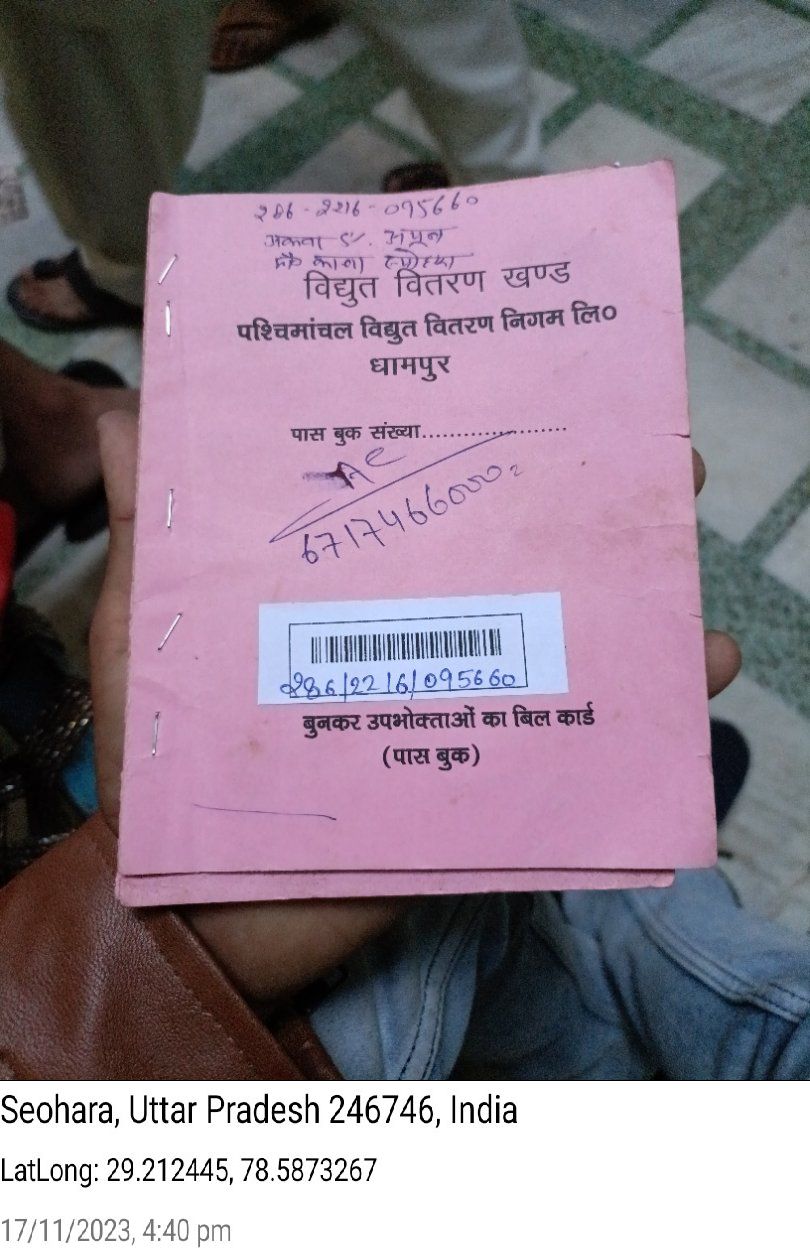 286-2216-095660
विद्युत वितरण खण्ड
पश्चिमांचल विद्युत वितरण निगम लि०
धामपुर
पास बुक संख्या..........................
Ac
6717466000
286/2216/095660
बुनकर उपभोक्ताओं का बिल कार्ड
(पास बुक)
Seohara, Uttar Pradesh 246746, India
LatLong: 29.212445, 78.5873267
17/11/2023, 4:40 pm